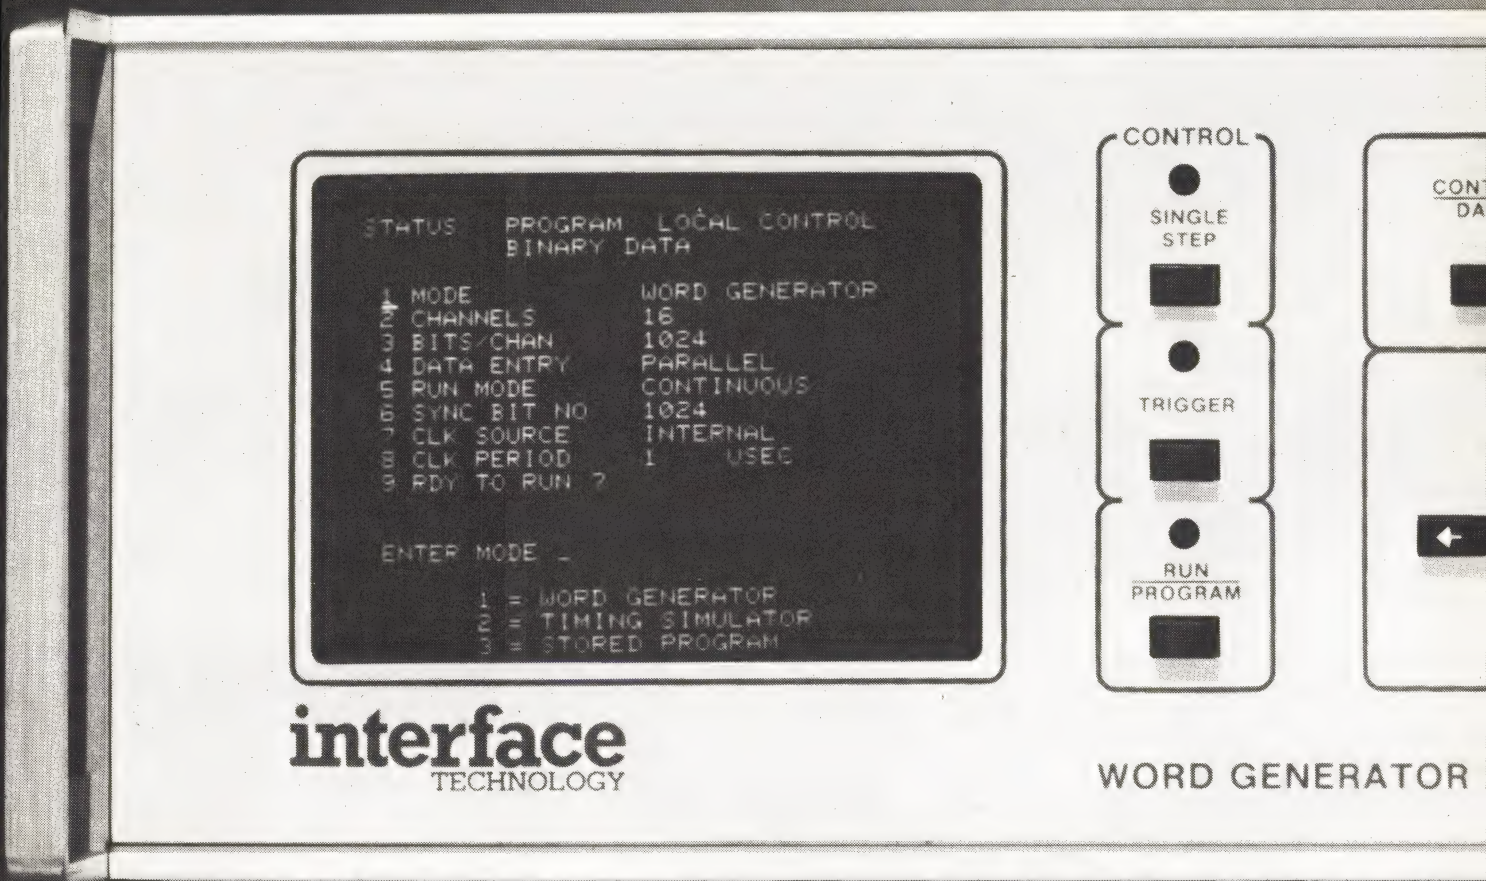 STATUS PROGRAM LOCAL CONTROL
BINARY DATA
1 MODE WORD GENERATOR
2 CHANNELS 16
3 BITS/CHAN 1024
4 DATA ENTRY PARALLEL
5 RUN MODE CONTINUOUS
6 SYNC BIT NO 1024
7 CLK SOURCE INTERNAL
8 CLK PERIOD 1 USEC
9 RDY TO RUN ?
ENTER MODE _
1 = WORD GENERATOR
2 = TIMING SIMULATOR
3 = STORED PROGRAM
interface
TECHNOLOGY
CONTROL
SINGLE
STEP
TRIGGER
RUN
PROGRAM
CONT
DA
WORD GENERATOR